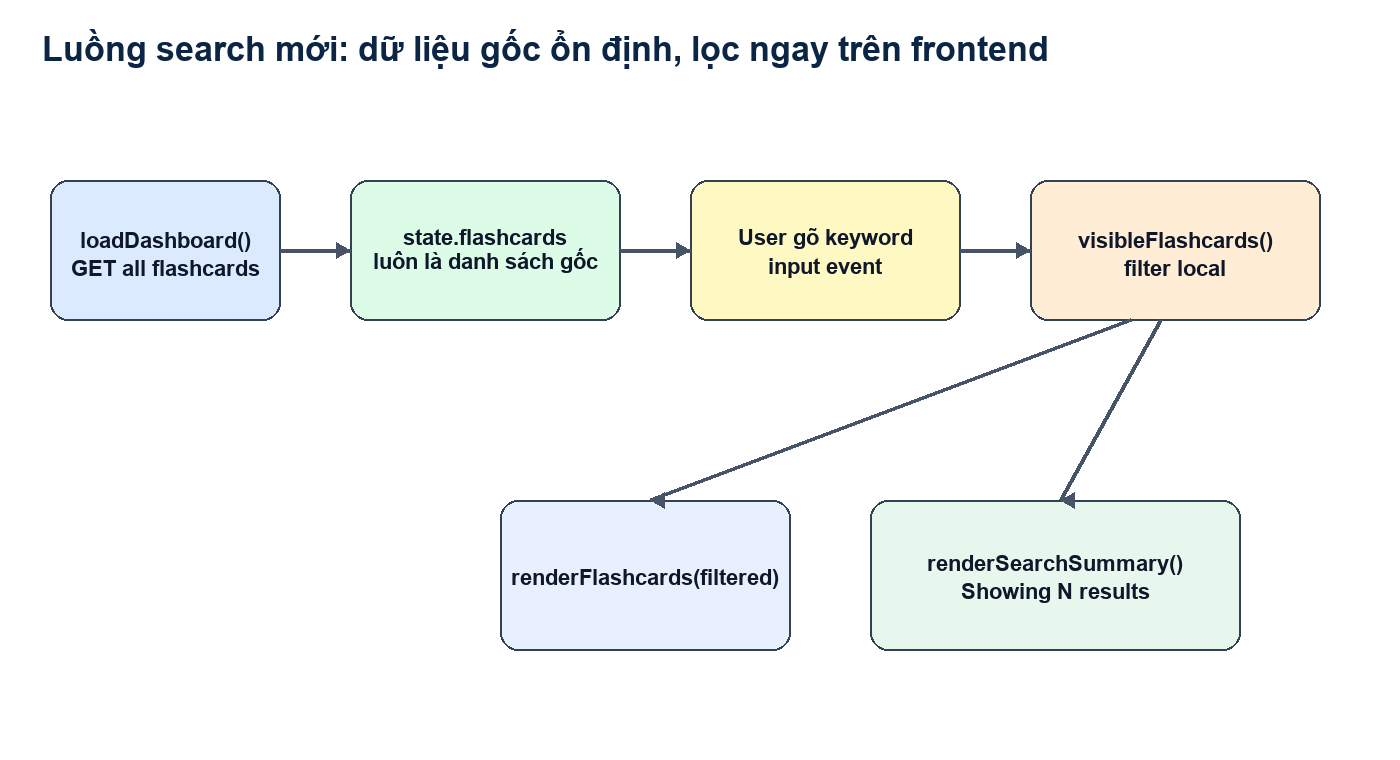 Luồng search mới: dữ liệu gốc ổn định, lọc ngay trên frontend
loadDashboard()
GET all flashcards
state.flashcards
luôn là danh sách gốc
User gõ keyword
input event
visibleFlashcards()
filter local
renderFlashcards(filtered)
renderSearchSummary()
Showing N results